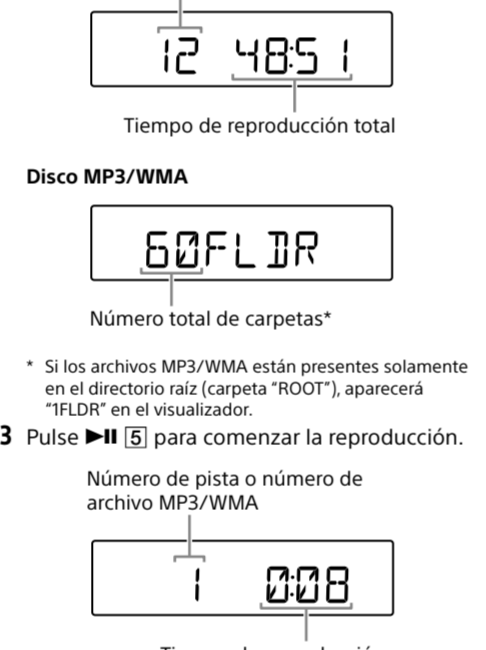 12 48:51
Tiempo de reproducción total
Disco MP3/WMA
60FLDR
Número total de carpetas*
* Si los archivos MP3/WMA están presentes solamente
en el directorio raíz (carpeta “ROOT”), aparecerá
“1FLDR” en el visualizador.
3 Pulse ►II 5 para comenzar la reproducción.
Número de pista o número de
archivo MP3/WMA
1 0:08